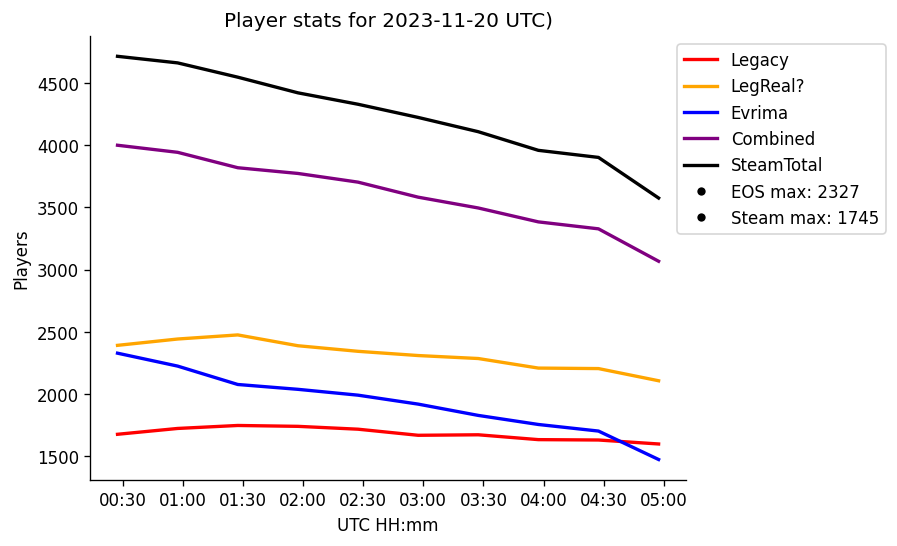 Player stats for 2023-11-20 UTC)
Legacy
LegReal?
Evrima
Combined
SteamTotal
EOS max: 2327
Steam max: 1745
Players
4500
4000
3500
3000
2500
2000
1500
00:30 01:00 01:30 02:00 02:30 03:00 03:30 04:00 04:30 05:00
UTC HH:mm